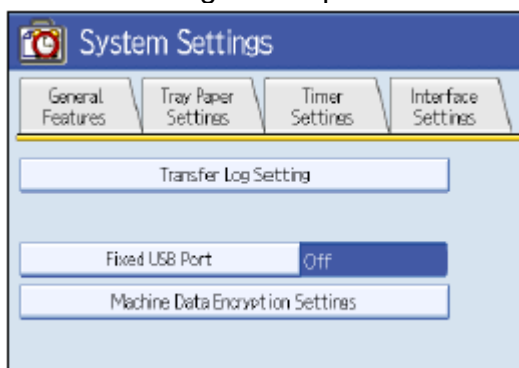 System Settings
General
Features
Tray Paper
Settings
Timer
Settings
Interface
Settings
Transfer Log Setting
Fixed USB Port
Off
Machine Data Encryption Settings